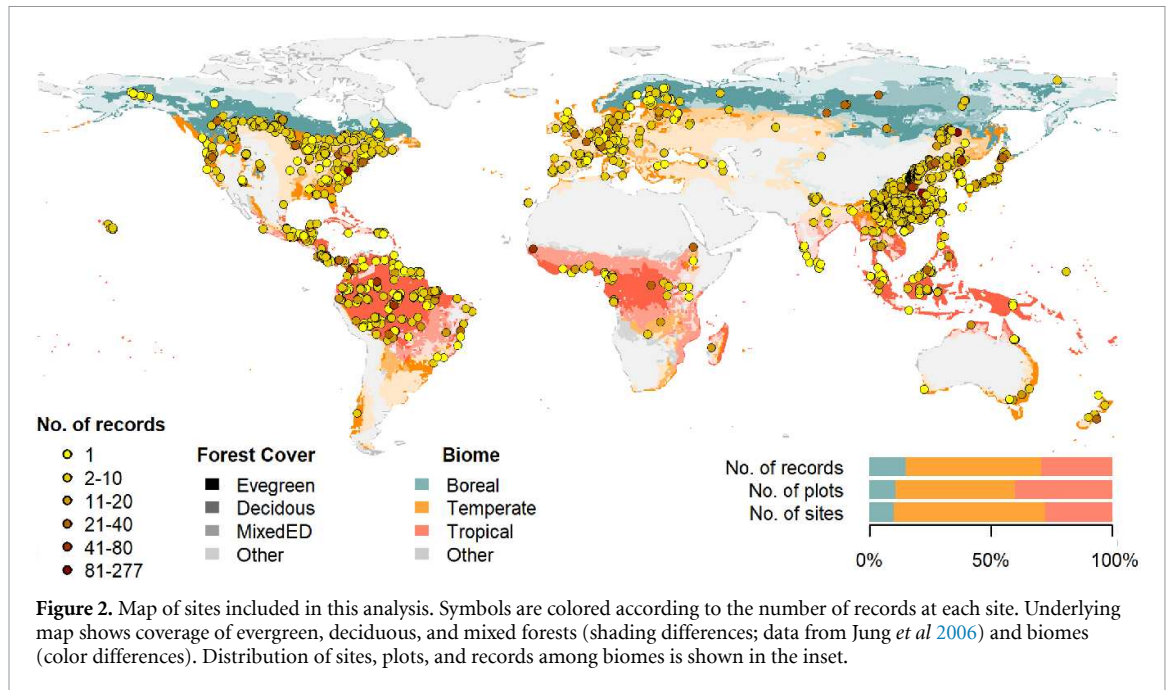 No. of records
1
2-10
11-20
21-40
41-80
81-277
Forest Cover
Evegreen
Decidous
MixedED
Other
Biome
Boreal
Temperate
Tropical
Other
No. of records
No. of plots
No. of sites
0% 50% 100%
Figure 2. Map of sites included in this analysis. Symbols are colored according to the number of records at each site. Underlying
map shows coverage of evergreen, deciduous, and mixed forests (shading differences; data from Jung et al 2006) and biomes
(color differences). Distribution of sites, plots, and records among biomes is shown in the inset.